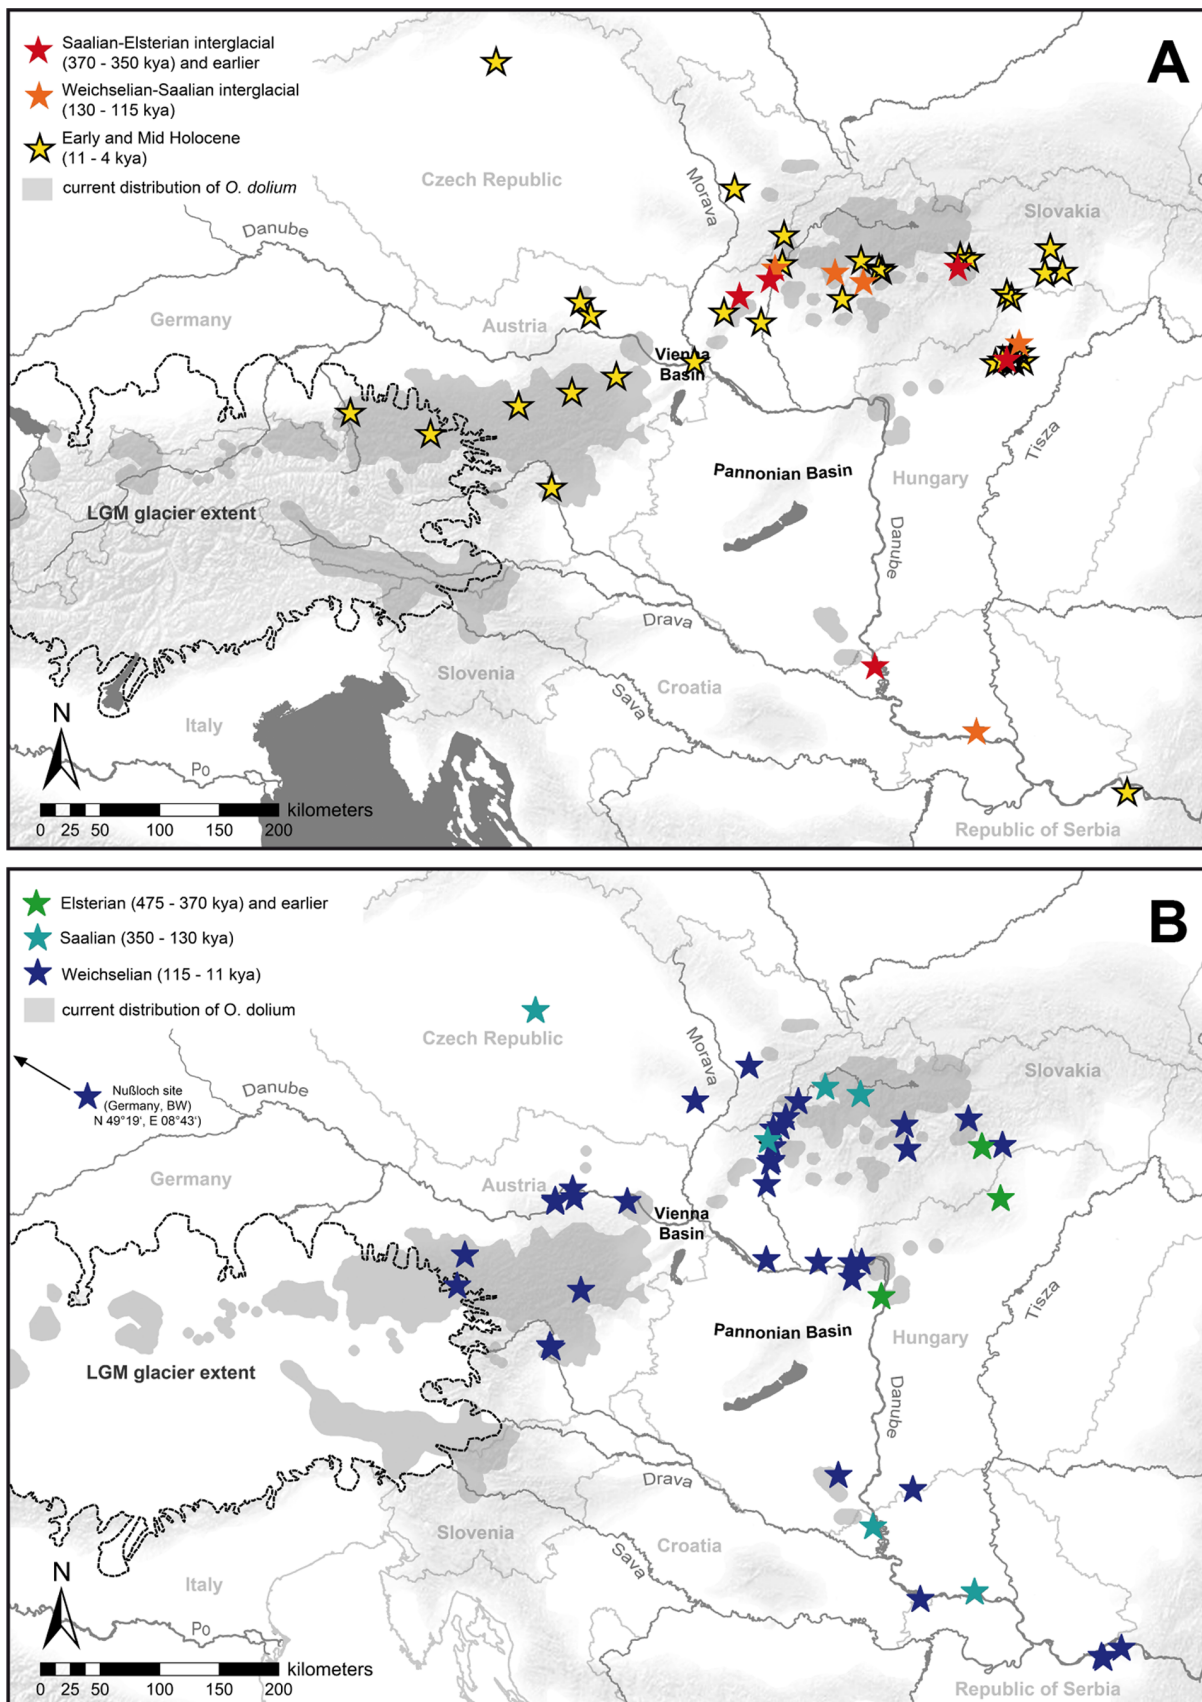 A
Saalian-Elsterian interglacial
(370 - 350 kya) and earlier
Weichselian-Saalian interglacial
(130 - 115 kya)
Early and Mid Holocene
(11 - 4 kya)
current distribution of O. dolium
Czech Republic
Morava
Slovakia
Danube
Germany
Austria
Vienna
Basin
Tisza
Pannonian Basin
Hungary
LGM glacier extent
Danube
Drava
Slovenia
Sava
Croatia
Italy
N
Po
kilometers
0 25 50 100 150 200
Republic of Serbia
B
Elsterian (475 - 370 kya) and earlier
Saalian (350 - 130 kya)
Weichselian (115 - 11 kya)
current distribution of O. dolium
Czech Republic
Morava
Slovakia
Nußloch site
(Germany, BW)
N 49°19', E 08°43')
Danube
Germany
Austria
Vienna
Basin
Tisza
Pannonian Basin
Hungary
LGM glacier extent
Danube
Drava
Slovenia
Sava
Croatia
N
Italy
Po
kilometers
0 25 50 100 150 200
Republic of Serbia